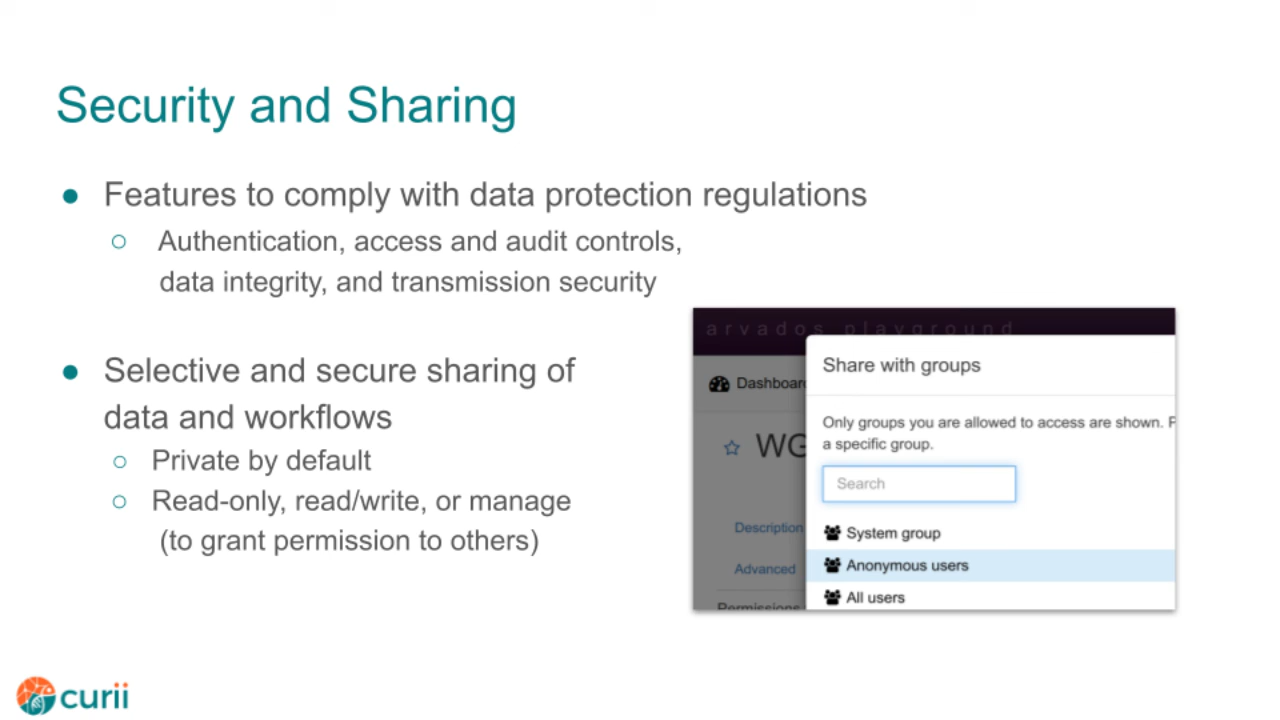 Security and Sharing
● Features to comply with data protection regulations
○ Authentication, access and audit controls,
data integrity, and transmission security
● Selective and secure sharing of
data and workflows
○ Private by default
○ Read-only, read/write, or manage
(to grant permission to others)
arvados playground
Dashboar
WG
Description
Advanced
Permissions
Share with groups
Only groups you are allowed to access are shown.
a specific group.
Search
System group
Anonymous users
All users
curii